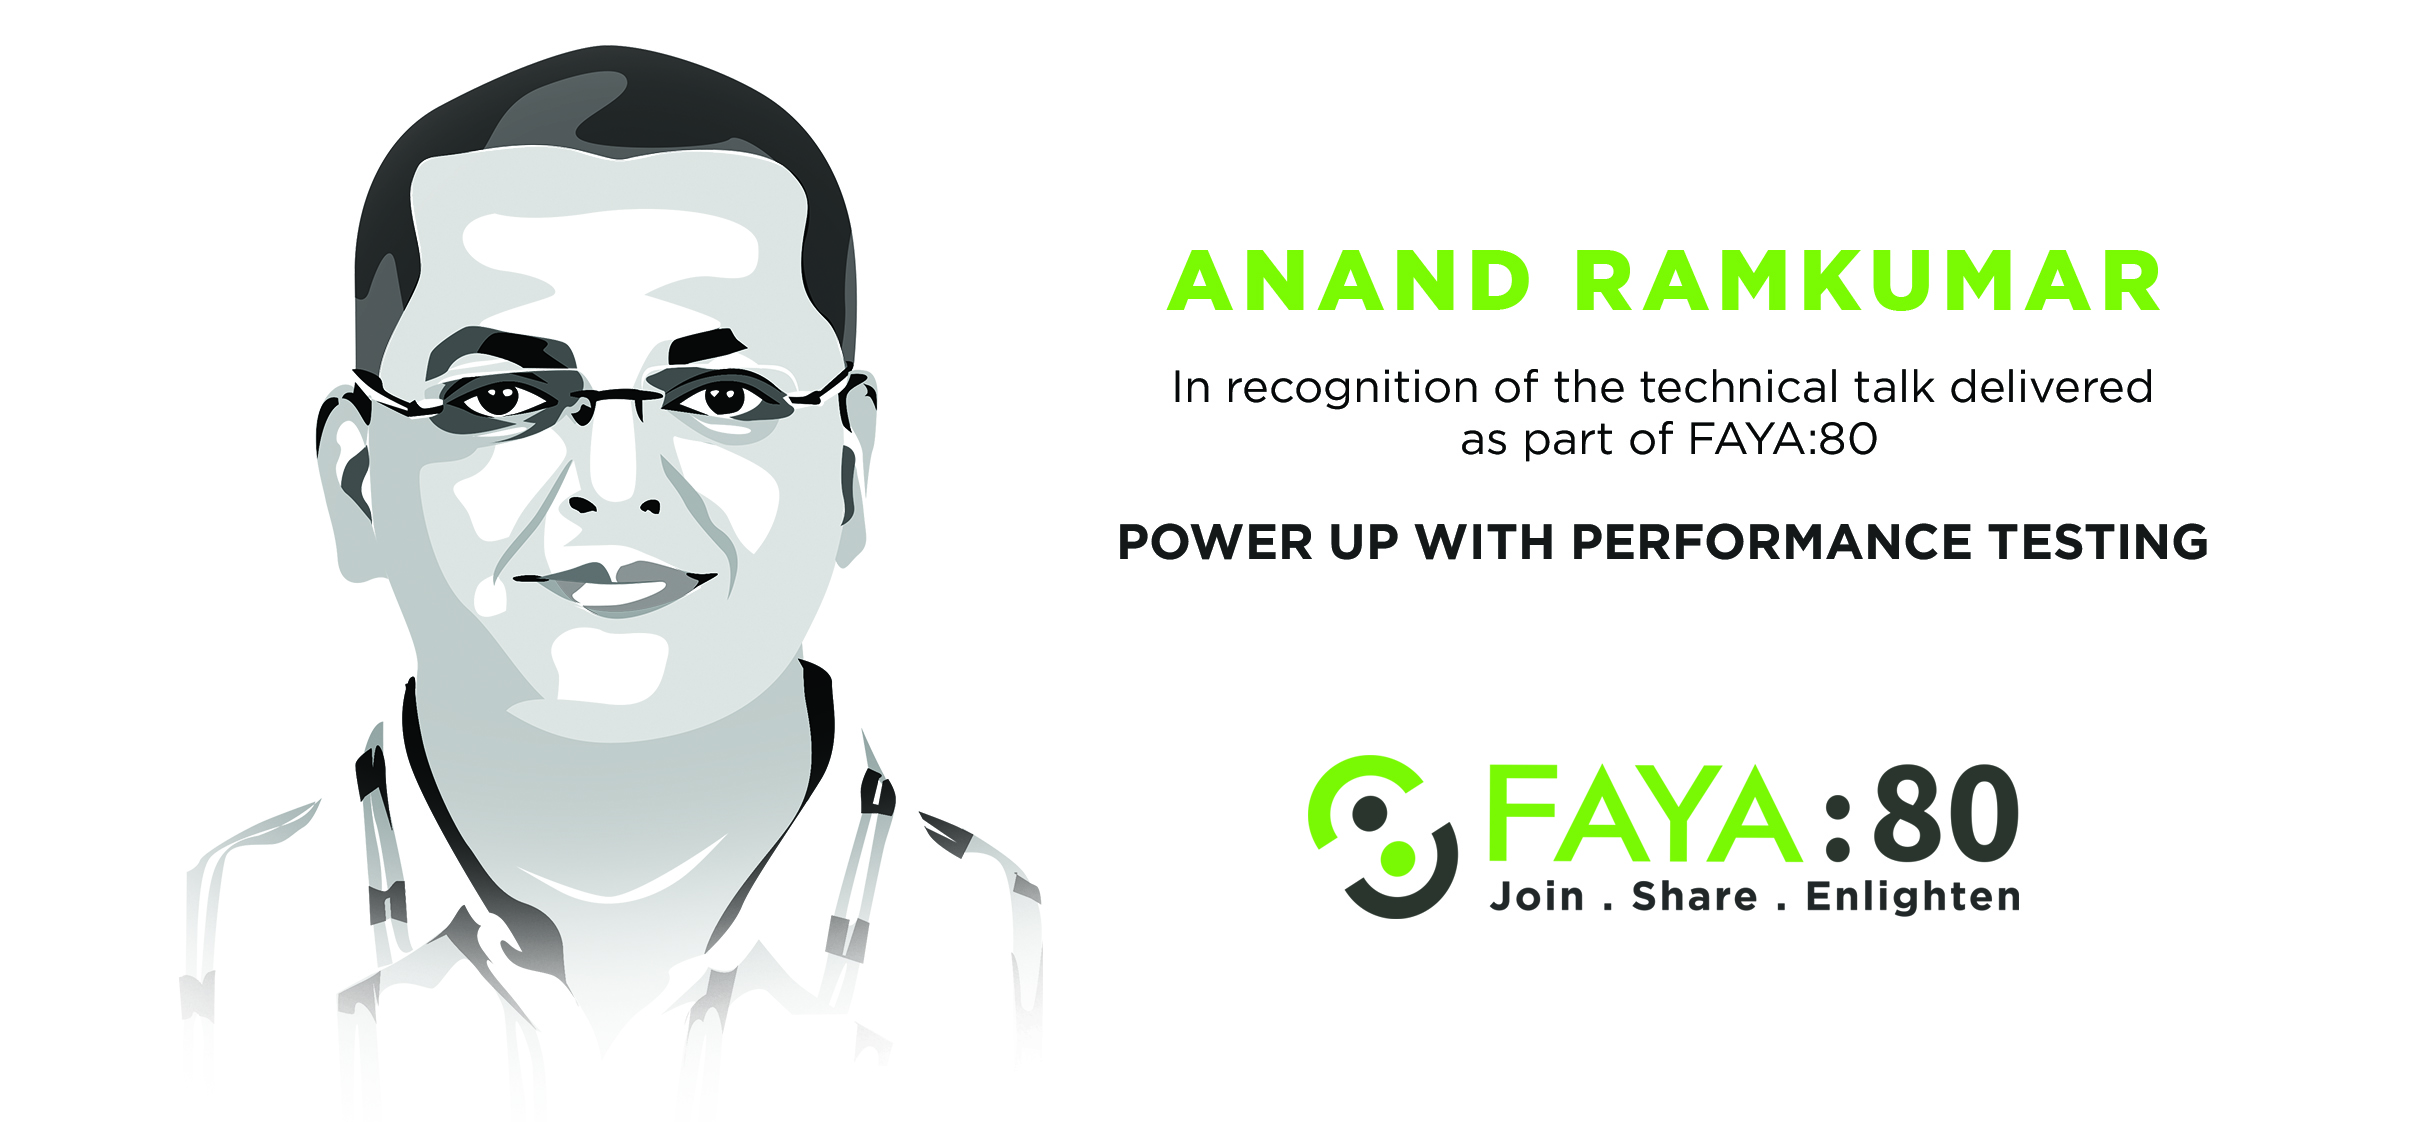 ANAND RAMKUMAR
In recognition of the technical talk delivered
as part of FAYA:80
POWER UP WITH PERFORMANCE TESTING
FAYA:80
Join . Share . Enlighten